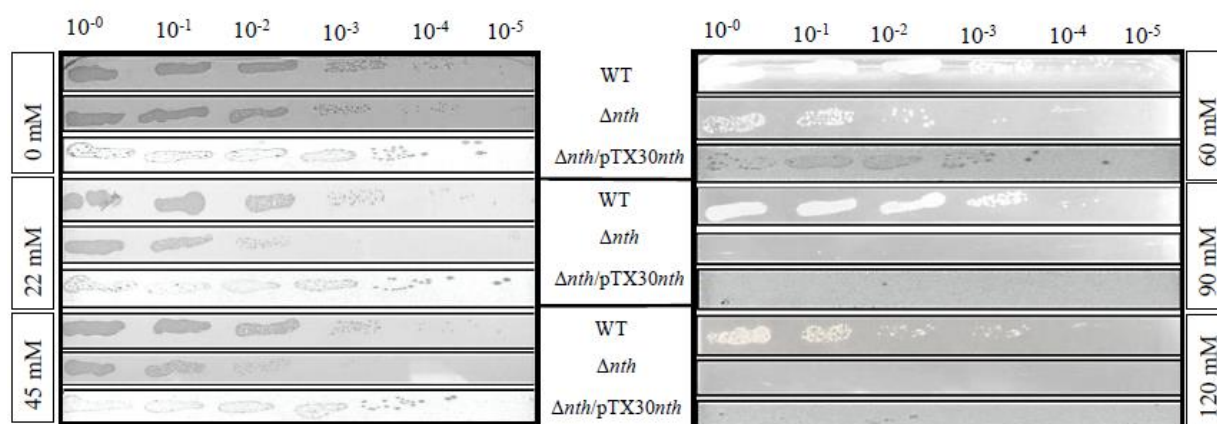 10⁻⁰ 10⁻¹ 10⁻² 10⁻³ 10⁻⁴ 10⁻⁵
10⁻⁰ 10⁻¹ 10⁻² 10⁻³ 10⁻⁴ 10⁻⁵
0 mM
22 mM
45 mM
WT
Δnth
Δnth/pTX30nth
WT
Δnth
Δnth/pTX30nth
WT
Δnth
Δnth/pTX30nth
60 mM
90 mM
120 mM